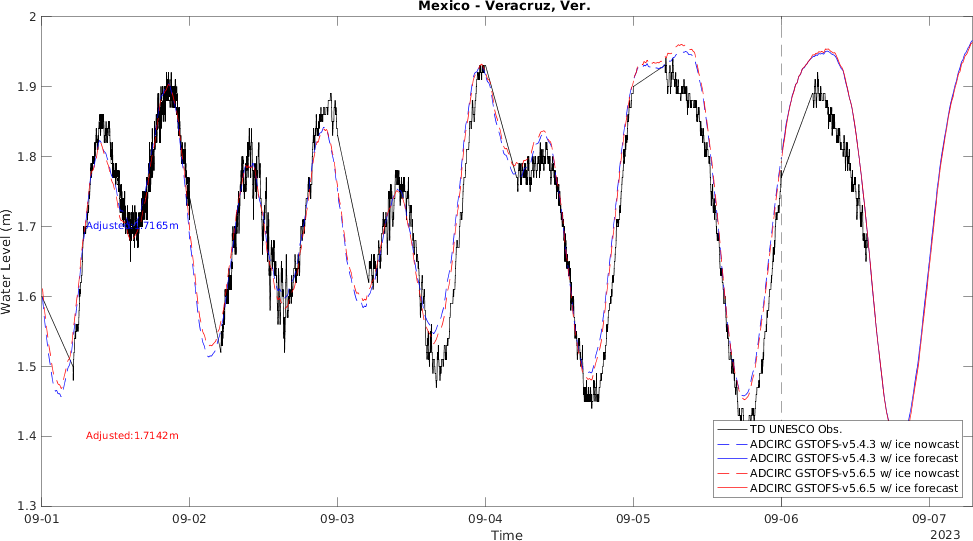 Mexico - Veracruz, Ver.
2
1.9
1.8
1.7
1.6
1.5
1.4
1.3
Water Level (m)
Adjusted:1.7165m
Adjusted:1.7142m
TD UNESCO Obs.
ADCIRC GSTOFS-v5.4.3 w/ ice nowcast
ADCIRC GSTOFS-v5.4.3 w/ ice forecast
ADCIRC GSTOFS-v5.6.5 w/ ice nowcast
ADCIRC GSTOFS-v5.6.5 w/ ice forecast
09-01 09-02 09-03 09-04 09-05 09-06 09-07
Time
2023